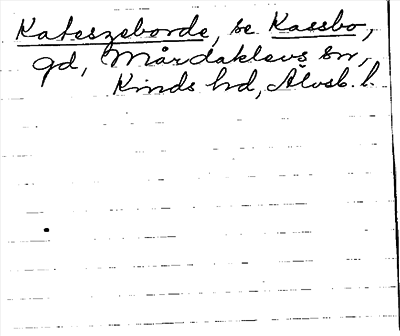 Kateszeborde, se Kassbo,
gd, Mårdaklevs sn,
Kinds hd, Älvsb. l.